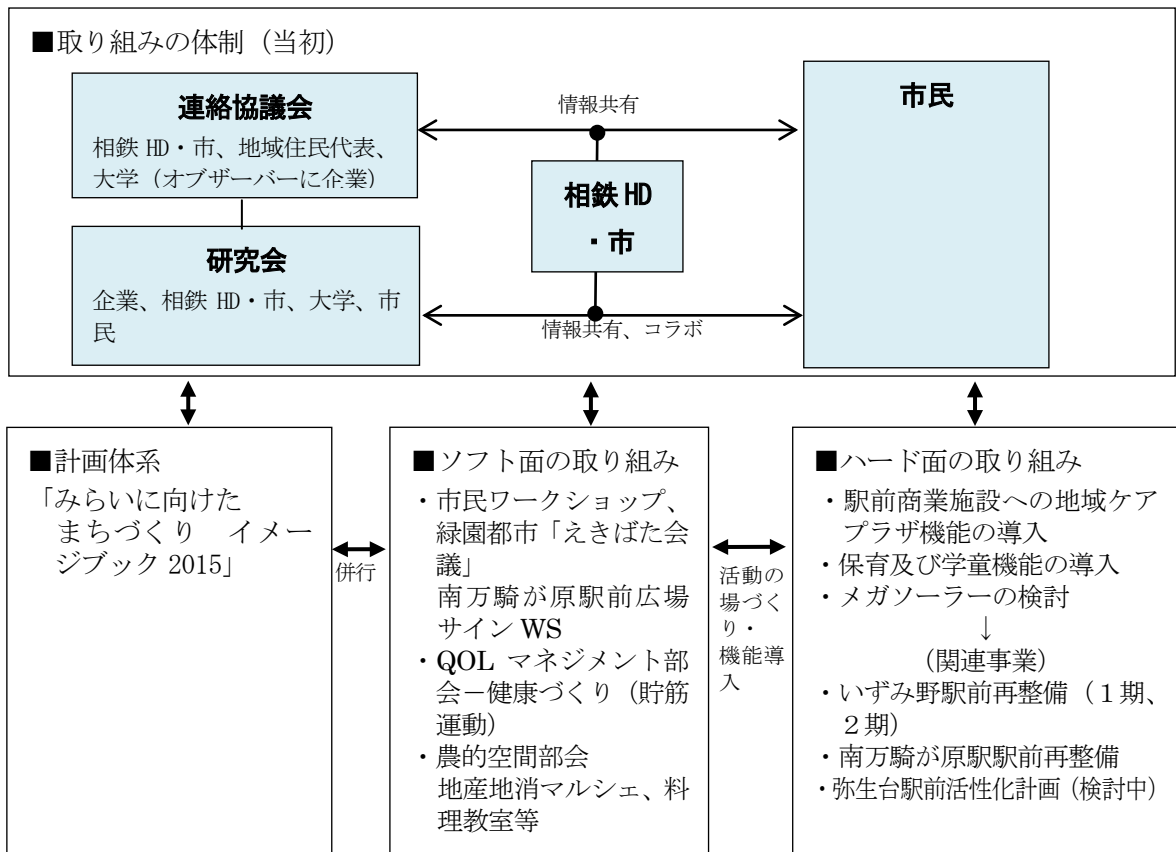 ■取り組みの体制（当初）
連絡協議会
相鉄 HD・市、地域住民代表、
大学（オブザーバーに企業）
研究会
企業、相鉄 HD・市、大学、市
民
情報共有
相鉄 HD
・市
情報共有、コラボ
市民
■計画体系
「みらいに向けた
まちづくり　イメー
ジブック 2015」
併行
■ソフト面の取り組み
・市民ワークショップ、
緑園都市「えきばた会
議」
南万騎が原駅前広場
サイン WS
・QOL マネジメント部
会－健康づくり（貯筋
運動）
・農的空間部会
地産地消マルシェ、料
理教室等
活動の
場づく
り・
機能導
入
■ハード面の取り組み
・駅前商業施設への地域ケア
プラザ機能の導入
・保育及び学童機能の導入
・メガソーラーの検討
↓
（関連事業）
・いずみ野駅前再整備（１期、
２期）
・南万騎が原駅駅前再整備
・弥生台駅前活性化計画（検討中）